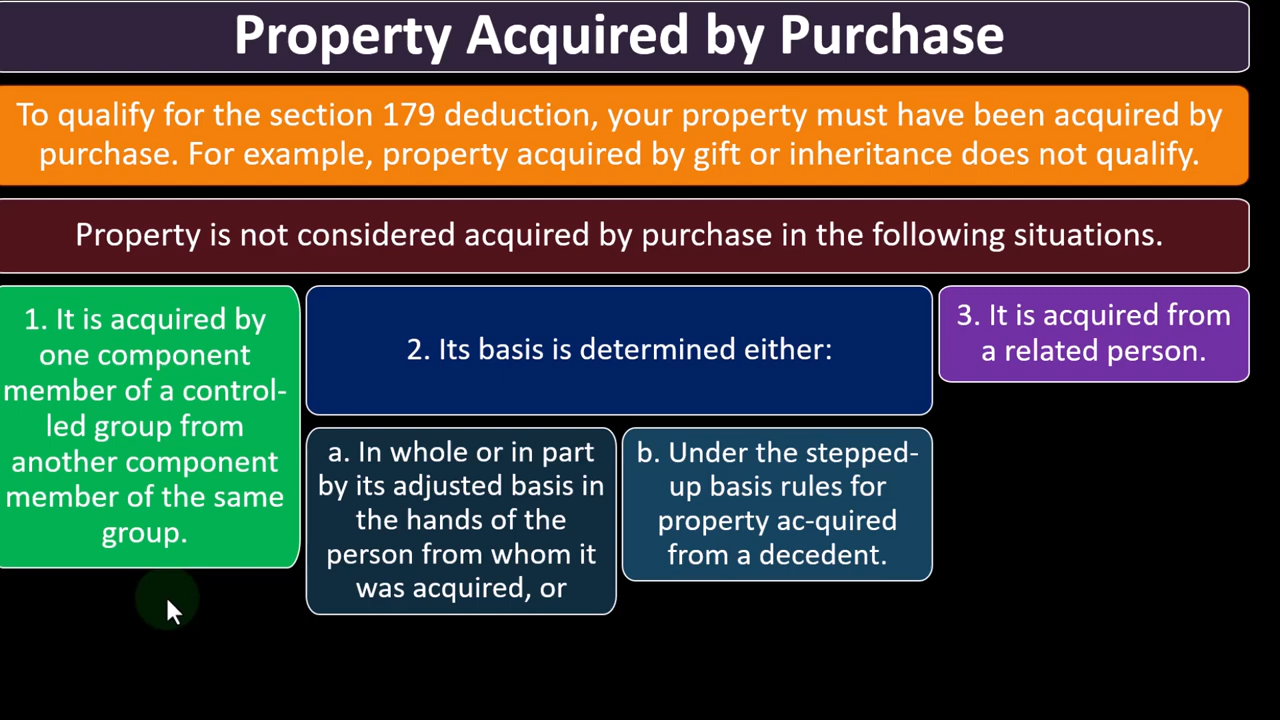 Property Acquired by Purchase
To qualify for the section 179 deduction, your property must have been acquired by
purchase. For example, property acquired by gift or inheritance does not qualify.
Property is not considered acquired by purchase in the following situations.
1. It is acquired by
one component
member of a control-
led group from
another component
member of the same
group.
2. Its basis is determined either:
a. In whole or in part
by its adjusted basis in
the hands of the
person from whom it
was acquired, or
b. Under the stepped-
up basis rules for
property ac-quired
from a decedent.
3. It is acquired from
a related person.